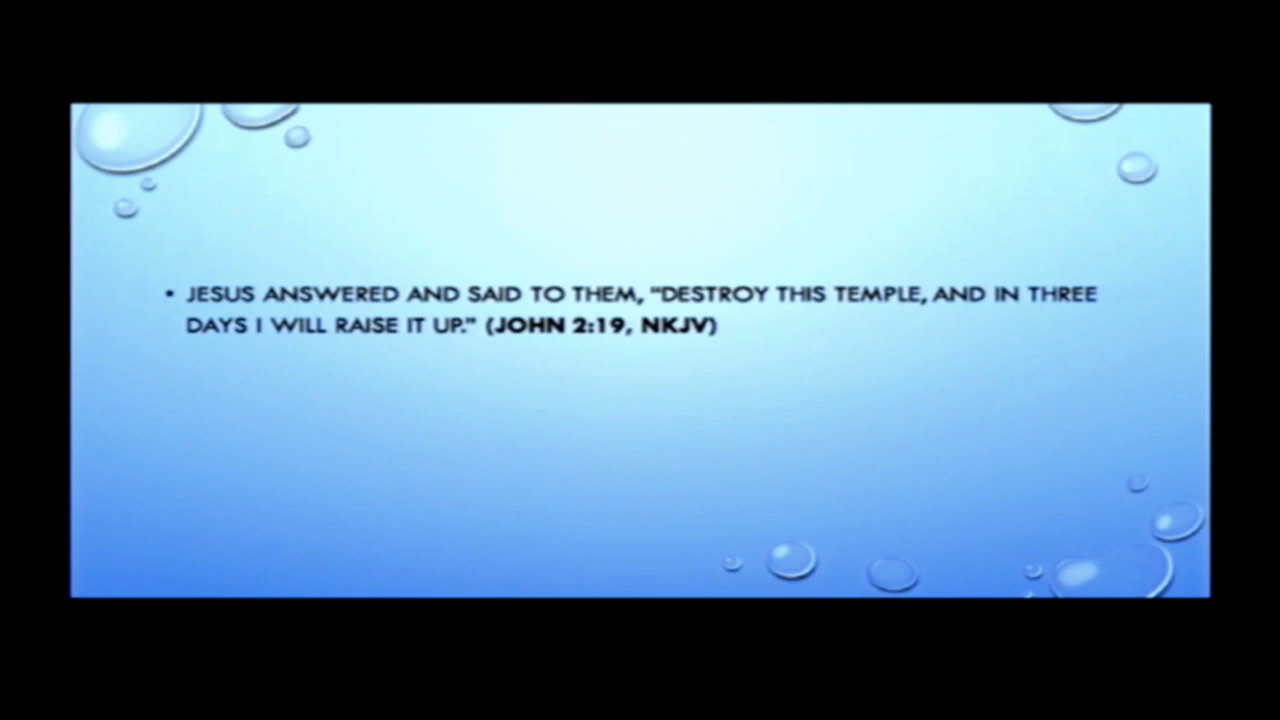 • JESUS ANSWERED AND SAID TO THEM, "DESTROY THIS TEMPLE, AND IN THREE
DAYS I WILL RAISE IT UP." (JOHN 2:19, NKJV)